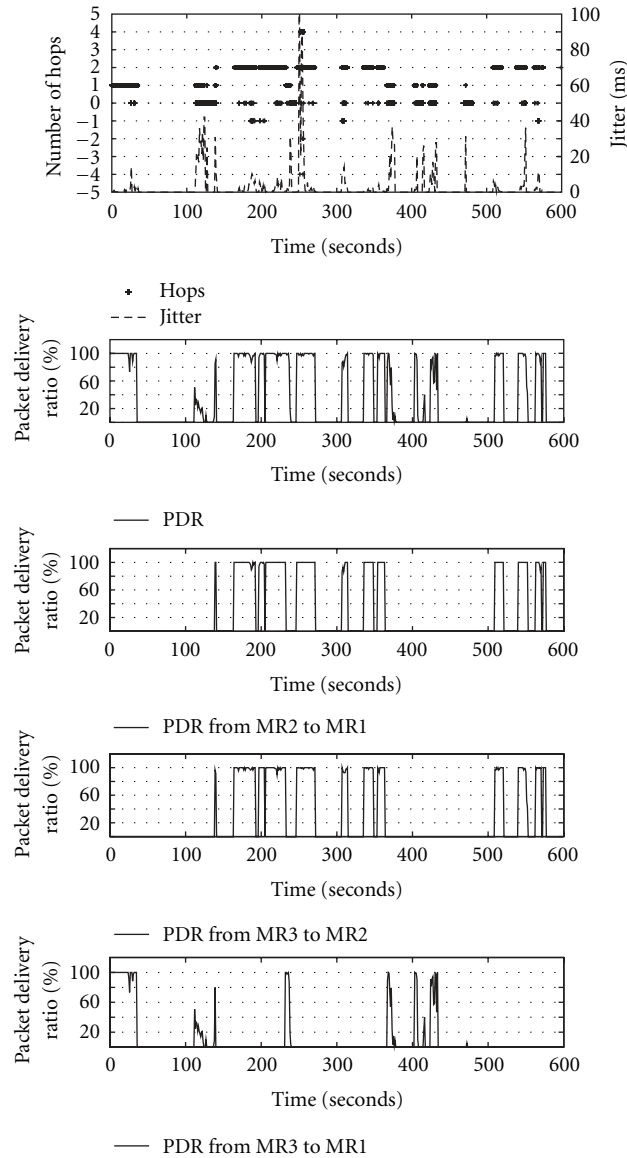 Number of hops
5
4
3
2
1
0
−1
−2
−3
−4
−5
100
80
60
40
20
0
Jitter (ms)
0 100 200 300 400 500 600
Time (seconds)
Hops
Jitter
Packet delivery
ratio (%)
100
60
20
0 100 200 300 400 500 600
Time (seconds)
PDR
Packet delivery
ratio (%)
100
60
20
0 100 200 300 400 500 600
Time (seconds)
PDR from MR2 to MR1
Packet delivery
ratio (%)
100
60
20
0 100 200 300 400 500 600
Time (seconds)
PDR from MR3 to MR2
Packet delivery
ratio (%)
100
60
20
0 100 200 300 400 500 600
Time (seconds)
PDR from MR3 to MR1